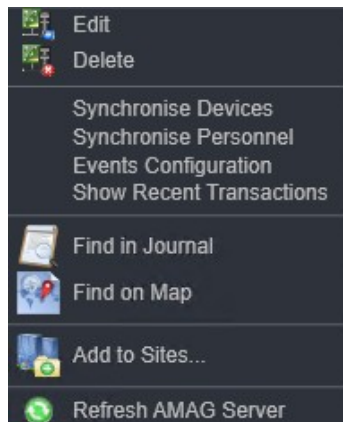 Edit
Delete
Synchronise Devices
Synchronise Personnel
Events Configuration
Show Recent Transactions
Find in Journal
Find on Map
Add to Sites...
Refresh AMAG Server